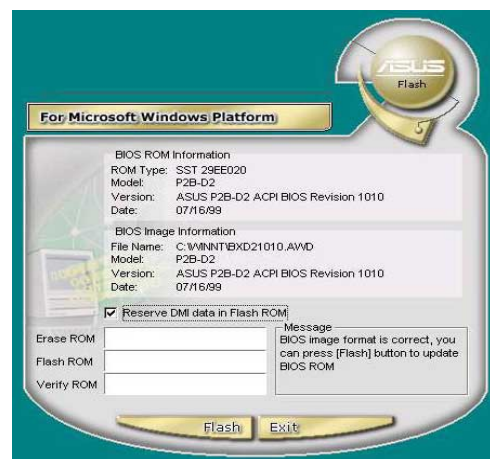 ASUS
Flash
For Microsoft Windows Platform
BIOS ROM Information
ROM Type: SST 29EE020
Model: P2B-D2
Version: ASUS P2B-D2 ACPI BIOS Revision 1010
Date: 07/16/99
BIOS Image Information
File Name: C:\WINNT\BXD21010.AWD
Model: P2B-D2
Version: ASUS P2B-D2 ACPI BIOS Revision 1010
Date: 07/16/99
Reserve DMI data in Flash ROM
Erase ROM
Flash ROM
Verify ROM
Message
BIOS image format is correct, you
can press [Flash] button to update
BIOS ROM
Flash
Exit